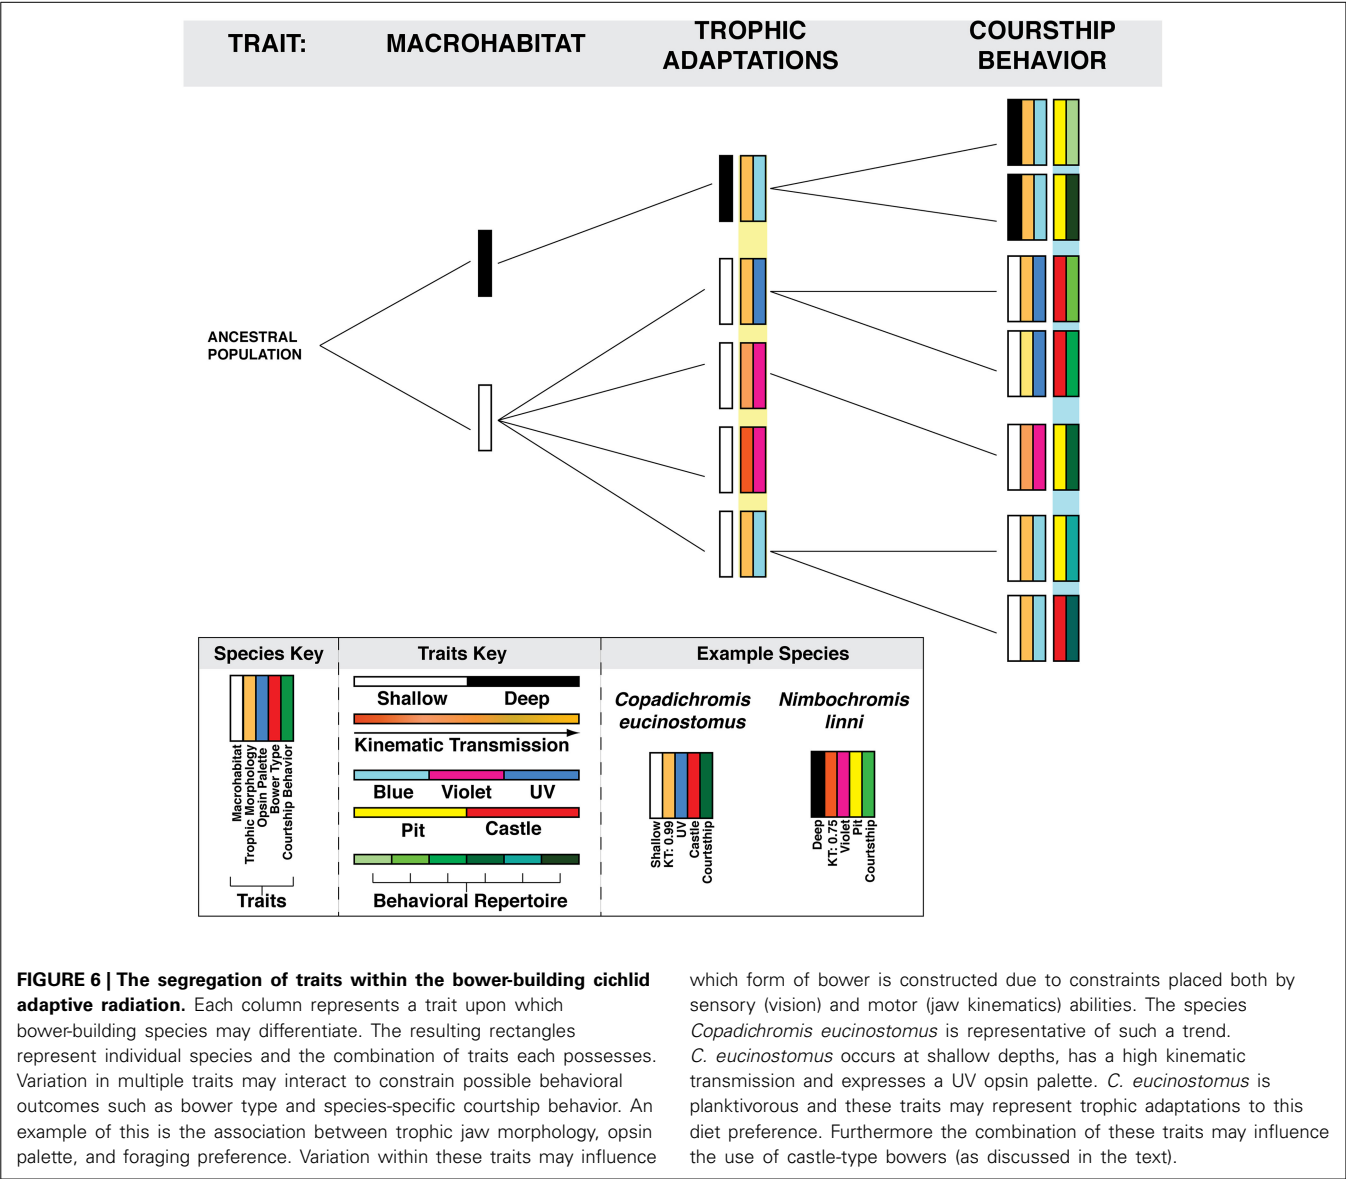 TRAIT:
MACROHABITAT
TROPHIC
ADAPTATIONS
COURSTHIP
BEHAVIOR
ANCESTRAL
POPULATION
Species Key
Macrohabitat
Trophic Morphology
Opsin Palette
Bower Type
Courtship Behavior
Traits
Traits Key
Shallow
Deep
Kinematic Transmission
Blue
Violet
UV
Pit
Castle
Behavioral Repertoire
Example Species
Copadichromis
eucinostomus
Shallow
KT: 0.99
UV
Castle
Courtsthip
Nimbochromis
linni
Deep
KT: 0.75
Violet
Pit
Courtsthip
FIGURE 6 | The segregation of traits within the bower-building cichlid
adaptive radiation. Each column represents a trait upon which
bower-building species may differentiate. The resulting rectangles
represent individual species and the combination of traits each possesses.
Variation in multiple traits may interact to constrain possible behavioral
outcomes such as bower type and species-specific courtship behavior. An
example of this is the association between trophic jaw morphology, opsin
palette, and foraging preference. Variation within these traits may influence
which form of bower is constructed due to constraints placed both by
sensory (vision) and motor (jaw kinematics) abilities. The species
Copadichromis eucinostomus is representative of such a trend.
C. eucinostomus occurs at shallow depths, has a high kinematic
transmission and expresses a UV opsin palette. C. eucinostomus is
planktivorous and these traits may represent trophic adaptations to this
diet preference. Furthermore the combination of these traits may influence
the use of castle-type bowers (as discussed in the text).